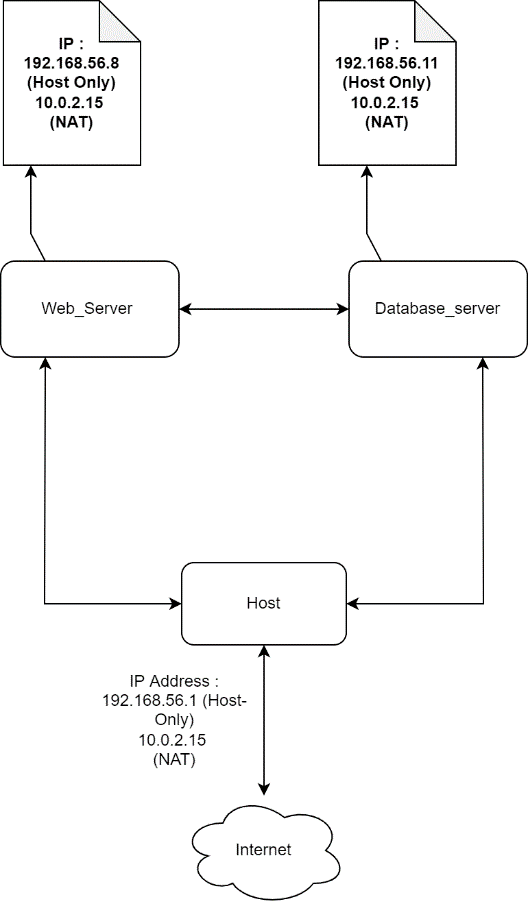 IP :
192.168.56.8
(Host Only)
10.0.2.15
(NAT)
IP :
192.168.56.11
(Host Only)
10.0.2.15
(NAT)
Web_Server
Database_server
Host
IP Address :
192.168.56.1 (Host-
Only)
10.0.2.15
(NAT)
Internet